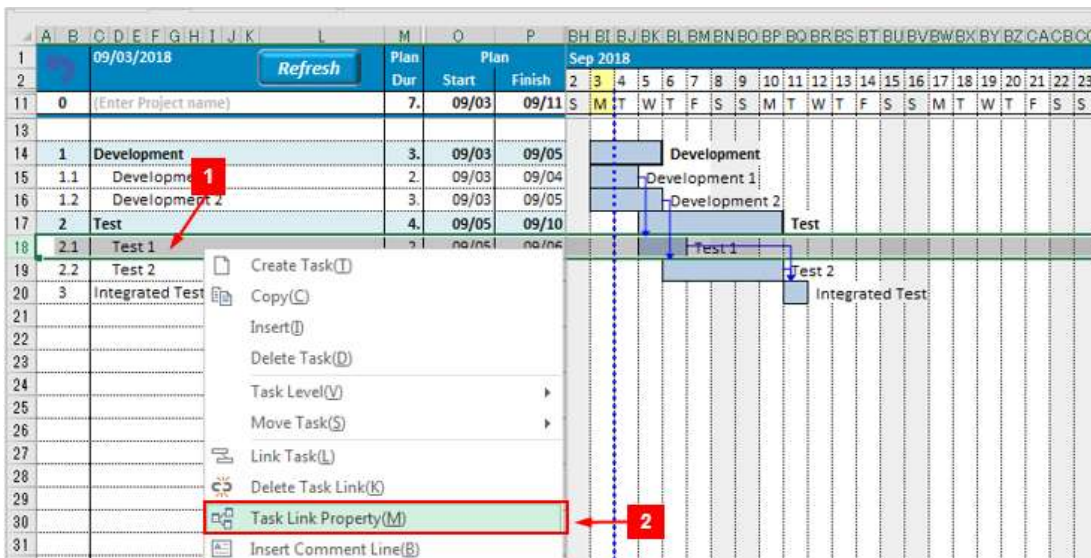 A B C D E F G H I J K L M O P BH BI BJ BK BL BM BN BO BP BQ BR BS BT BU BV BW BX BY BZ CA CB CC
1 09/03/2018 Refresh Plan Plan Sep 2018
2 Dur Start Finish 2 3 4 5 6 7 8 9 10 11 12 13 14 15 16 17 18 19 20 21 22 23
11 0 (Enter Project name) 7. 09/03 09/11 S M T W T F S S M T W T F S S M T W T F S S
13
14 1 Development 3. 09/03 09/05 Development
15 1.1 Developme 1 2. 09/03 09/04 Development 1
16 1.2 Development 2 3. 09/03 09/05 Development 2
17 2 Test 4. 09/05 09/10 Test
18 2.1 Test 1 2. 09/05 09/06 Test 1
19 2.2 Test 2 Create Task(T) Test 2
20 3 Integrated Test Copy(C) Integrated Test
21
22 Insert(I)
23 Delete Task(D)
24 Task Level(V)
25
26 Move Task(S)
27 Link Task(L)
28 Delete Task Link(K)
29
30 Task Link Property(M) 2
31 Insert Comment Line(B)